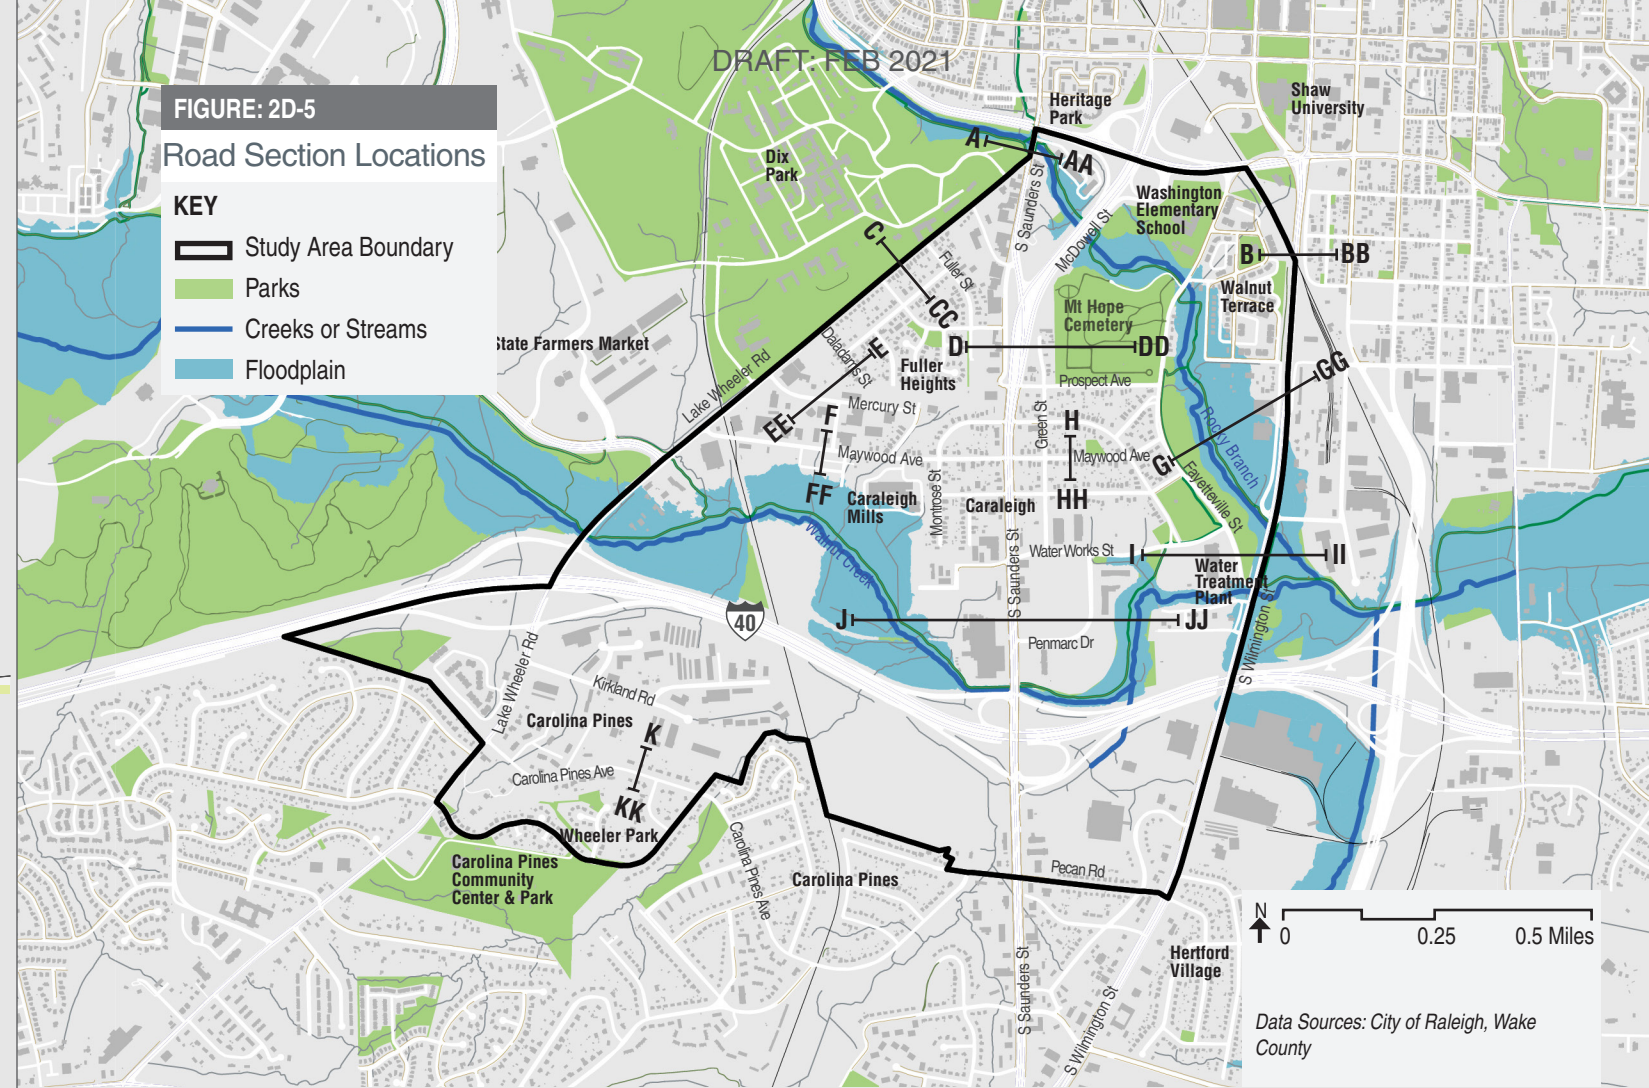 DRAFT: FEB 2021
FIGURE: 2D-5
Road Section Locations
KEY
Study Area Boundary
Parks
Creeks or Streams
Floodplain
Heritage
Park
Shaw
University
A
AA
Dix
Park
S Saunders St
Washington
Elementary
School
McDowell St
C
Fuller St
B
BB
Walnut
Terrace
CC
Mt Hope
Cemetery
State Farmers Market
Daladams St
E
D
DD
Fuller
Heights
GG
Lake Wheeler Rd
Prospect Ave
Mercury St
EE
F
Green St
H
Rocky Branch
Maywood Ave
Maywood Ave
G
Fayetteville St
FF
Caraleigh
Mills
Montrose St
Caraleigh
HH
Walnut Creek
S Saunders St
Water Works St
I
II
Water
Treatment
Plant
40
J
JJ
S Wilmington St
Penmarc Dr
Lake Wheeler Rd
Kirkland Rd
Carolina Pines
K
Carolina Pines Ave
KK
Wheeler Park
Carolina Pines
Community
Center & Park
Carolina Pines Ave
Carolina Pines
Pecan Rd
S Saunders St
S Wilmington St
Hertford
Village
N
0
0.25
0.5 Miles
Data Sources: City of Raleigh, Wake
County